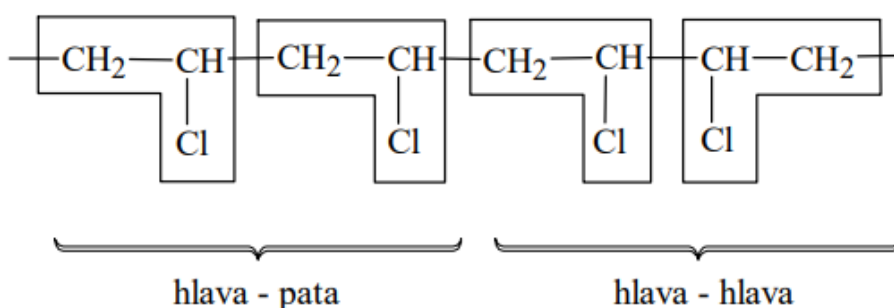 —CH₂—CH—CH₂—CH—CH₂—CH—CH—CH₂—
Cl Cl Cl Cl
hlava - pata hlava - hlava